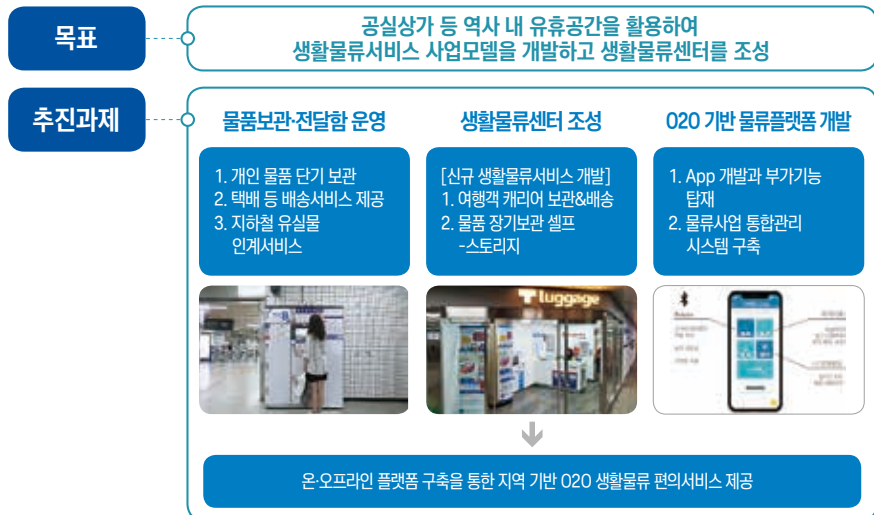 목표
공실상가 등 역사 내 유휴공간을 활용하여
생활물류서비스 사업모델을 개발하고 생활물류센터를 조성
추진과제
물품보관·전달함 운영
1. 개인 물품 단기 보관
2. 택배 등 배송서비스 제공
3. 지하철 유실물
인계서비스
생활물류센터 조성
[신규 생활물류서비스 개발]
1. 여행객 캐리어 보관&배송
2. 물품 장기보관 셀프
-스토리지
O2O 기반 물류플랫폼 개발
1. App 개발과 부가기능
탑재
2. 물류사업 통합관리
시스템 구축
T luggage
온·오프라인 플랫폼 구축을 통한 지역 기반 O2O 생활물류 편의서비스 제공